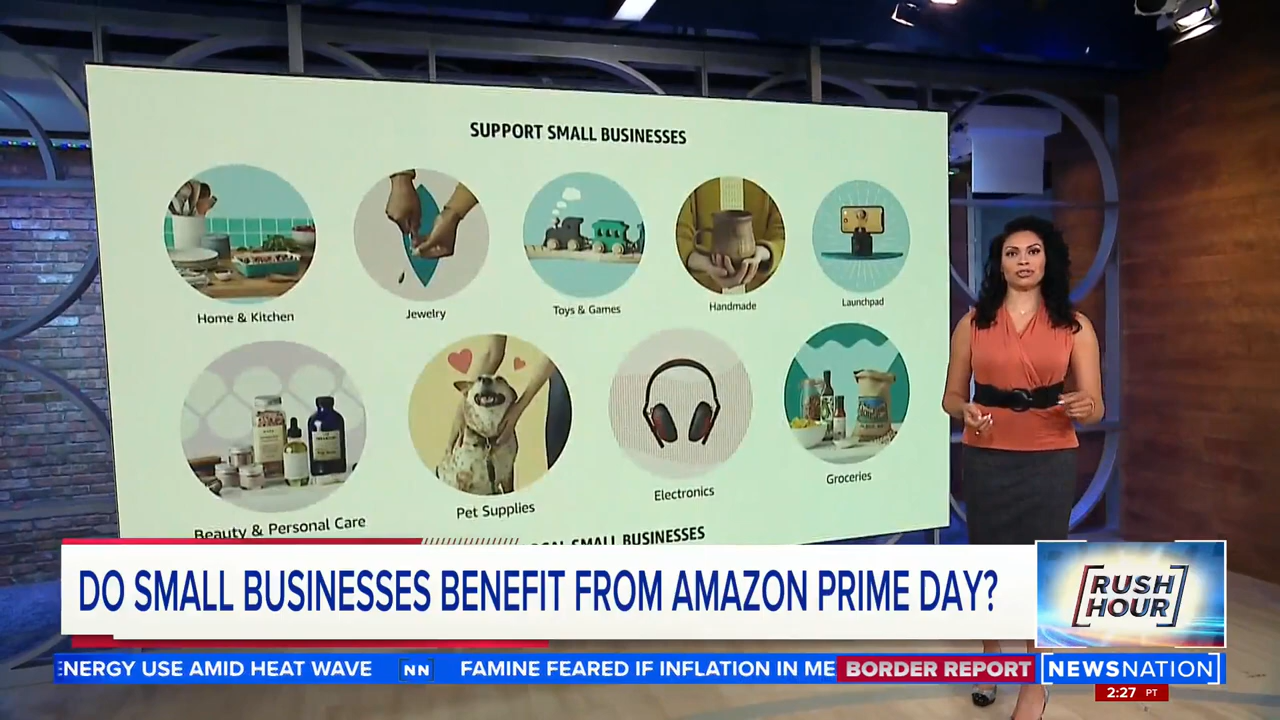 SUPPORT SMALL BUSINESSES
Home & Kitchen
Jewelry
Toys & Games
Handmade
Launchpad
Beauty & Personal Care
Pet Supplies
Electronics
Groceries
SMALL BUSINESSES
DO SMALL BUSINESSES BENEFIT FROM AMAZON PRIME DAY?
[RUSH
HOUR]
ENERGY USE AMID HEAT WAVE NN FAMINE FEARED IF INFLATION IN ME
BORDER REPORT
[NEWSNATION]
2:27 PT